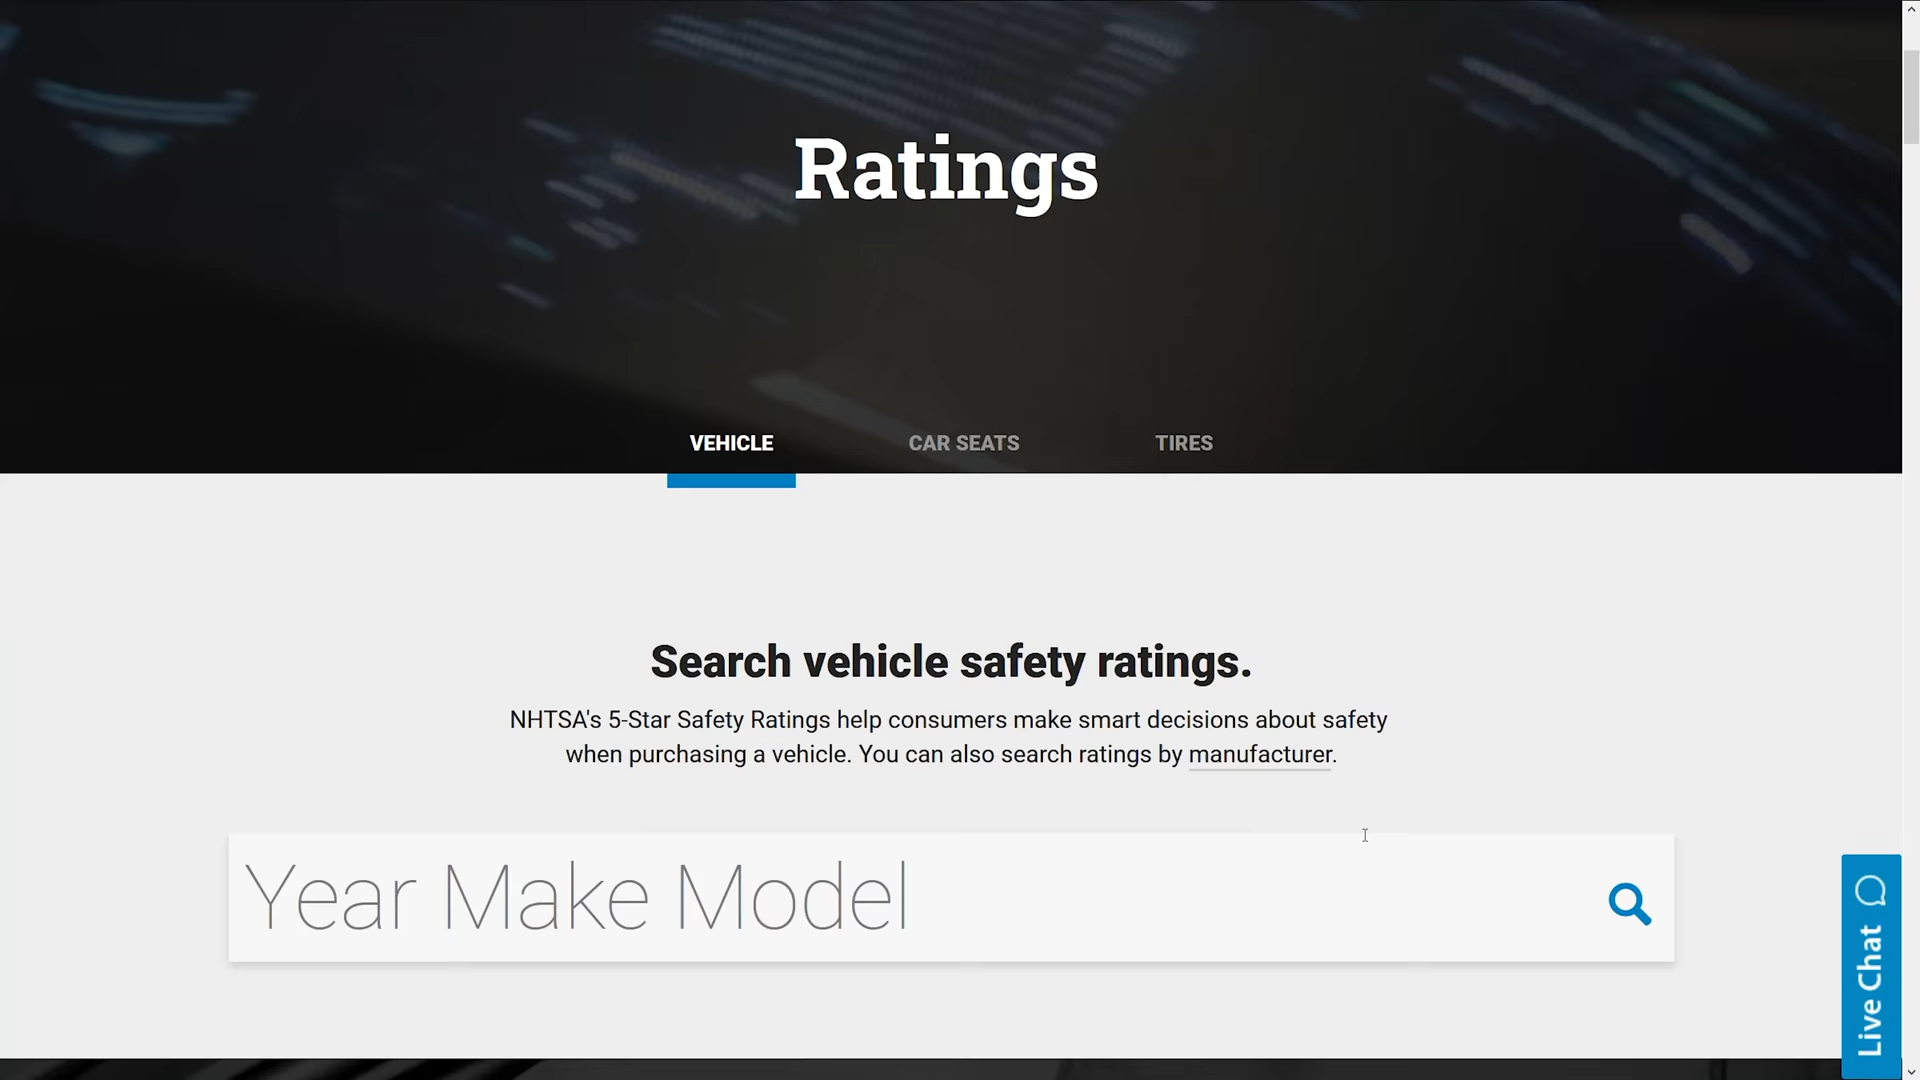 Ratings
VEHICLE
CAR SEATS
TIRES
Search vehicle safety ratings.
NHTSA's 5-Star Safety Ratings help consumers make smart decisions about safety
when purchasing a vehicle. You can also search ratings by manufacturer.
Year Make Model
Live Chat